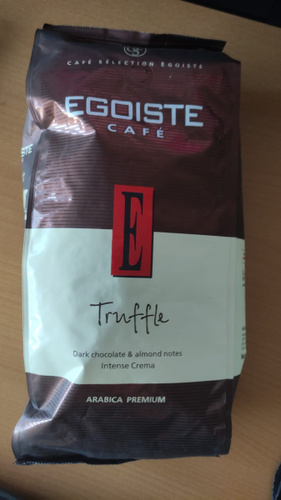 CAFÉ SÉLECTION EGOISTE
EGOISTE
CAFÉ
E
Truffle
Dark chocolate & almond notes
Intense Crema
ARABICA PREMIUM